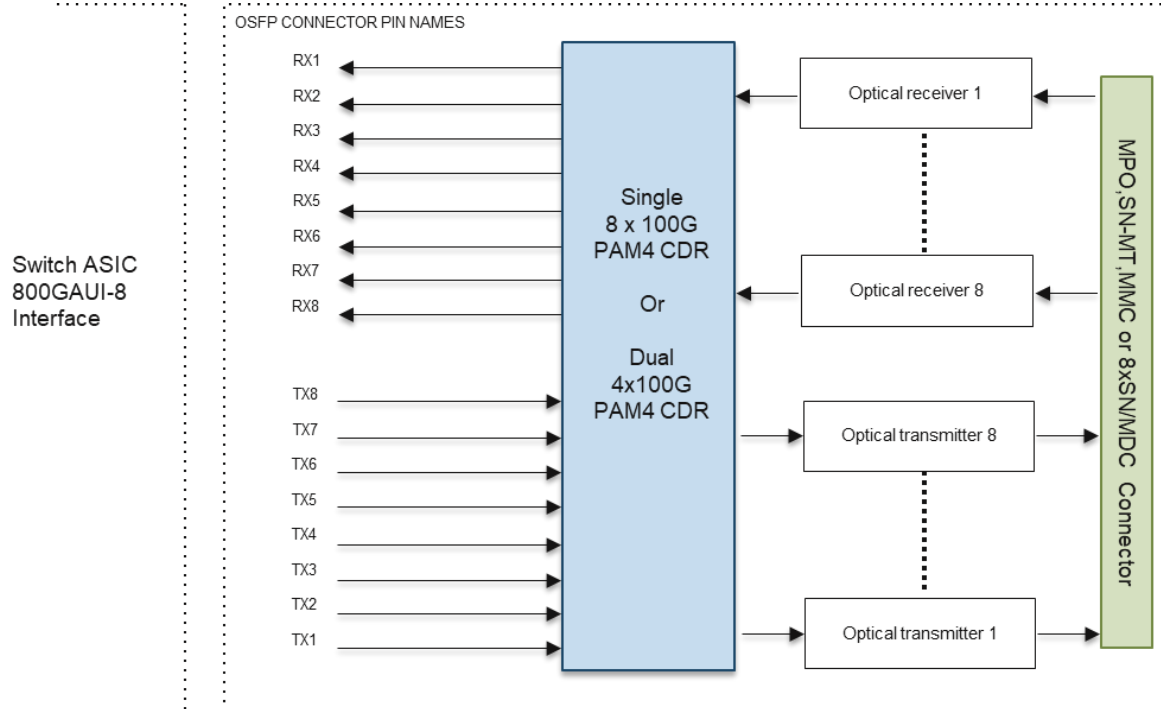 OSFP CONNECTOR PIN NAMES
RX1
RX2
RX3
RX4
RX5
RX6
RX7
RX8
TX8
TX7
TX6
TX5
TX4
TX3
TX2
TX1
Switch ASIC
800GAUI-8
Interface
Single
8 x 100G
PAM4 CDR
Or
Dual
4x100G
PAM4 CDR
Optical receiver 1
Optical receiver 8
Optical transmitter 8
Optical transmitter 1
MPO,SN-MT,MMC or 8xSN/MDC Connector